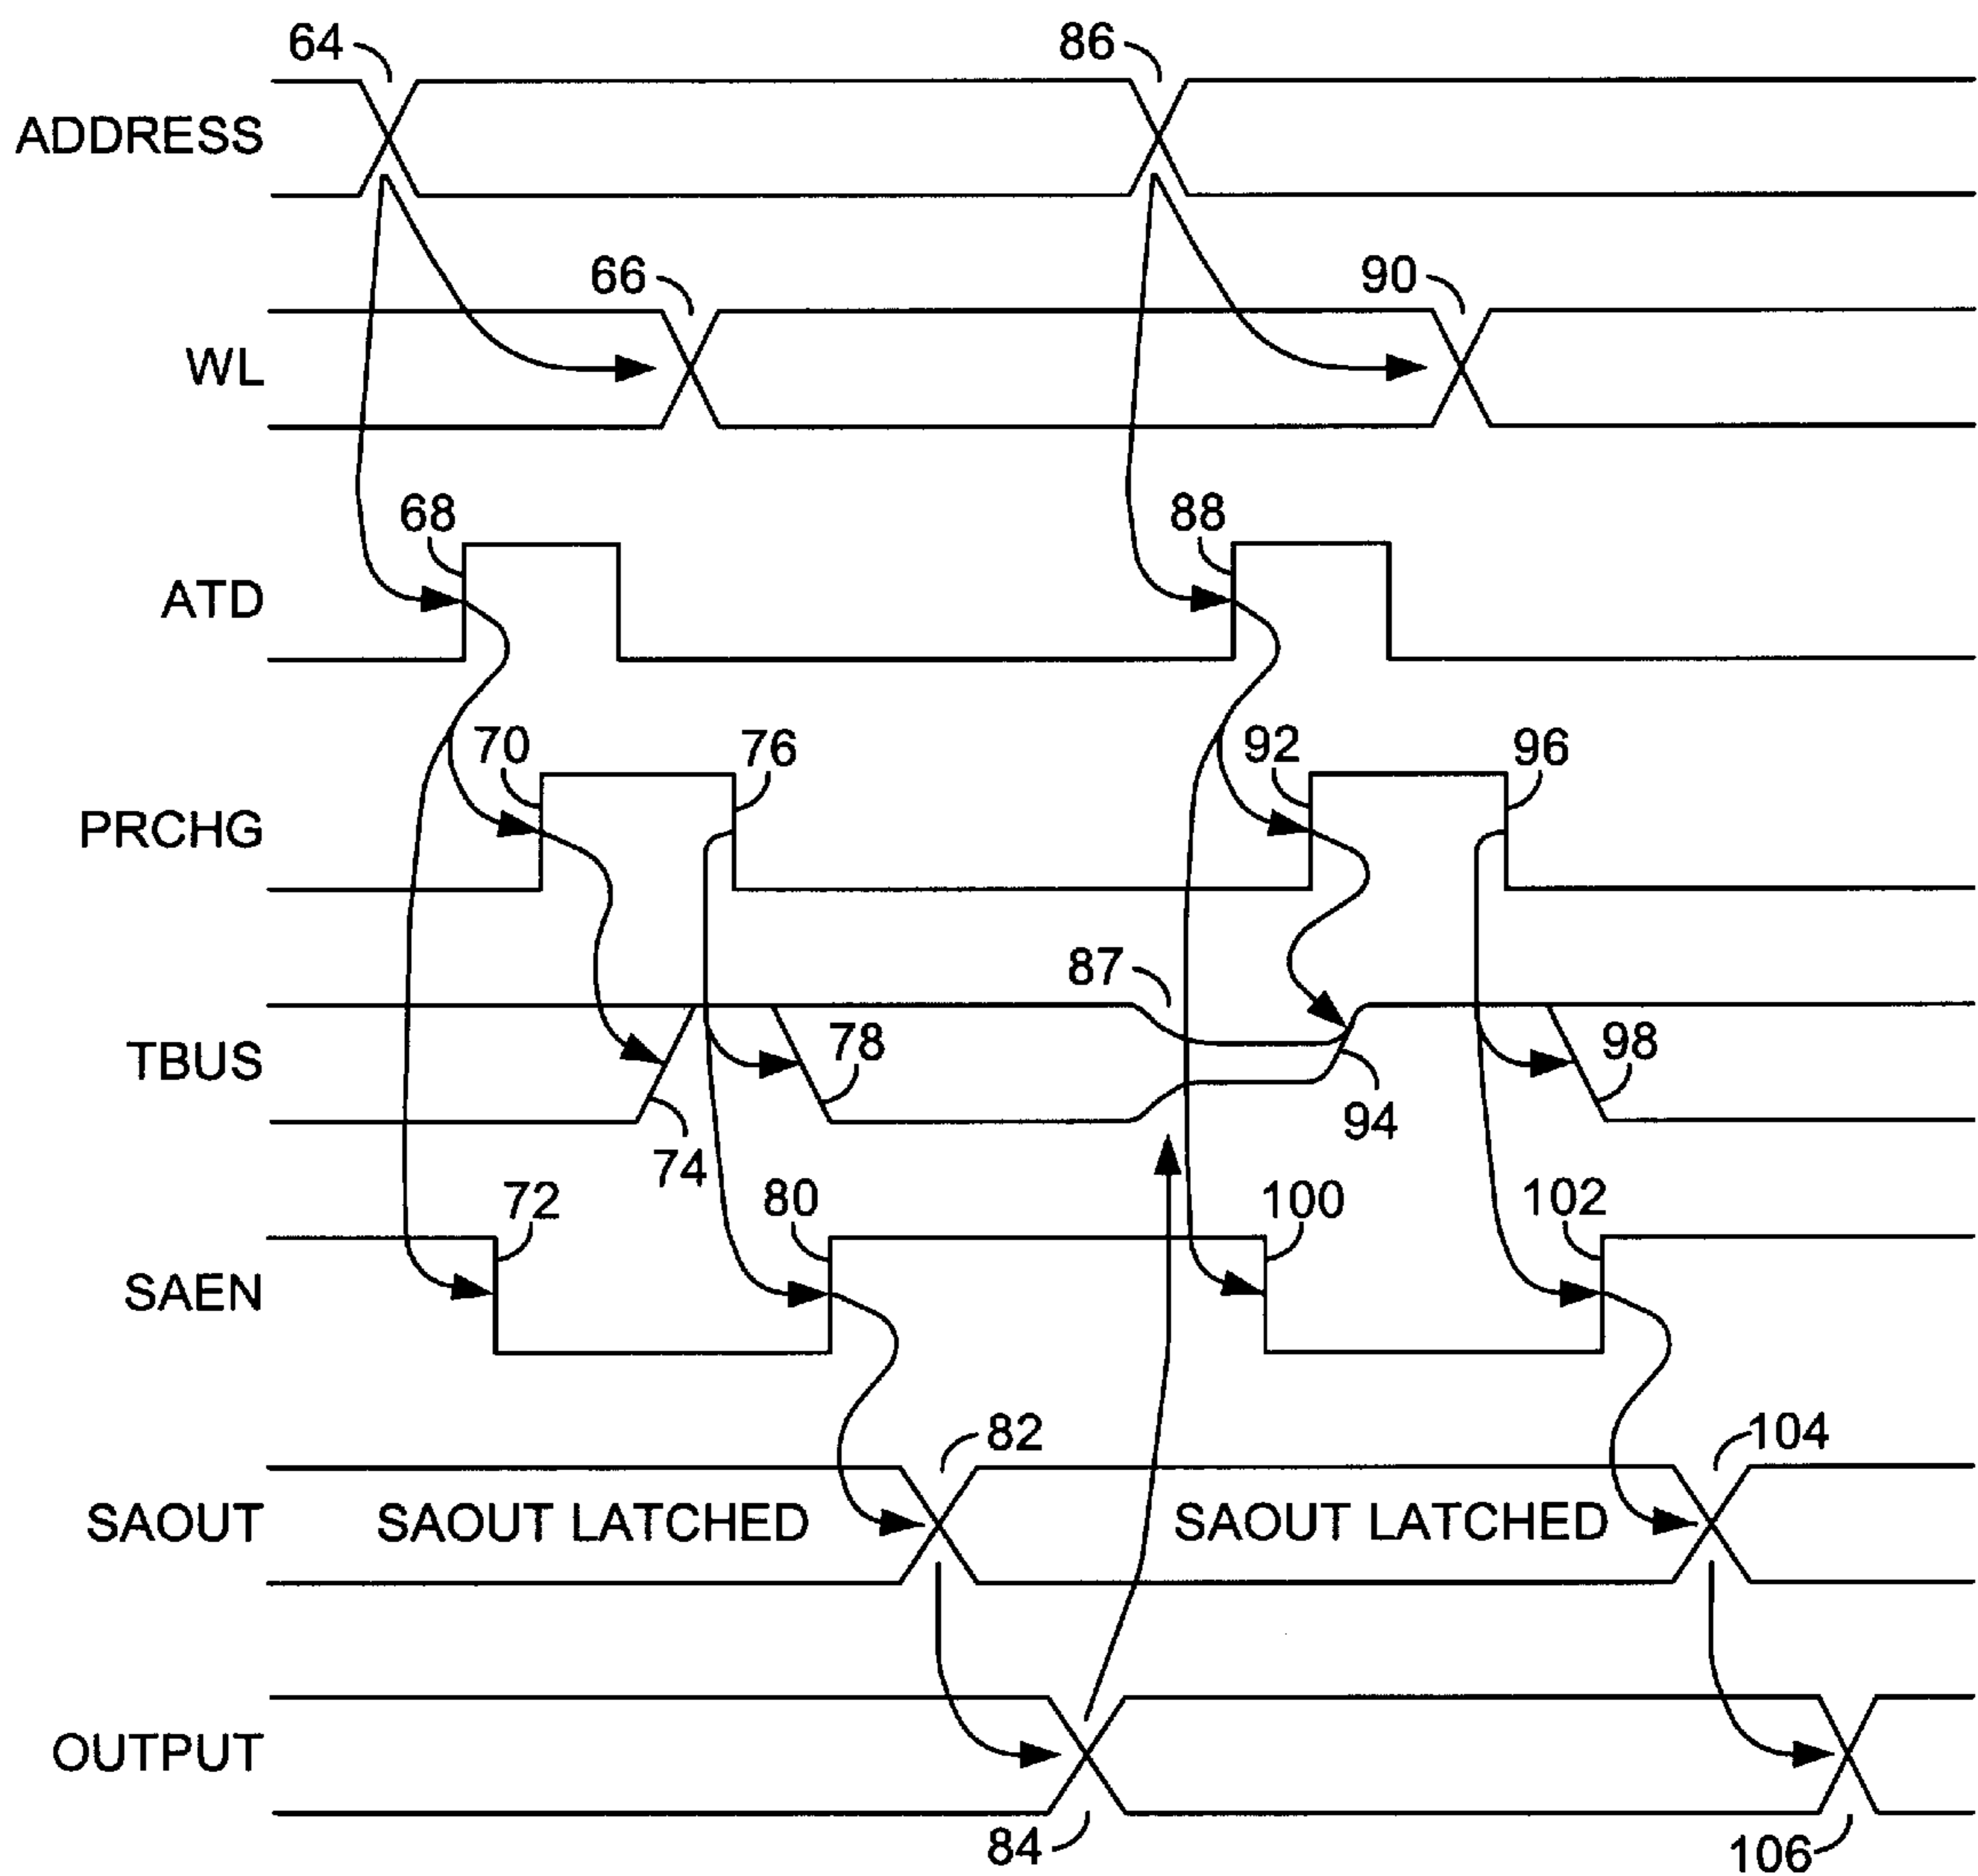 64
86
ADDRESS
66
90
WL
68
88
ATD
70
76
92
96
PRCHG
87
TBUS
78
98
74
94
72
80
100
102
SAEN
82
104
SAOUT
SAOUT LATCHED
SAOUT LATCHED
OUTPUT
84
106